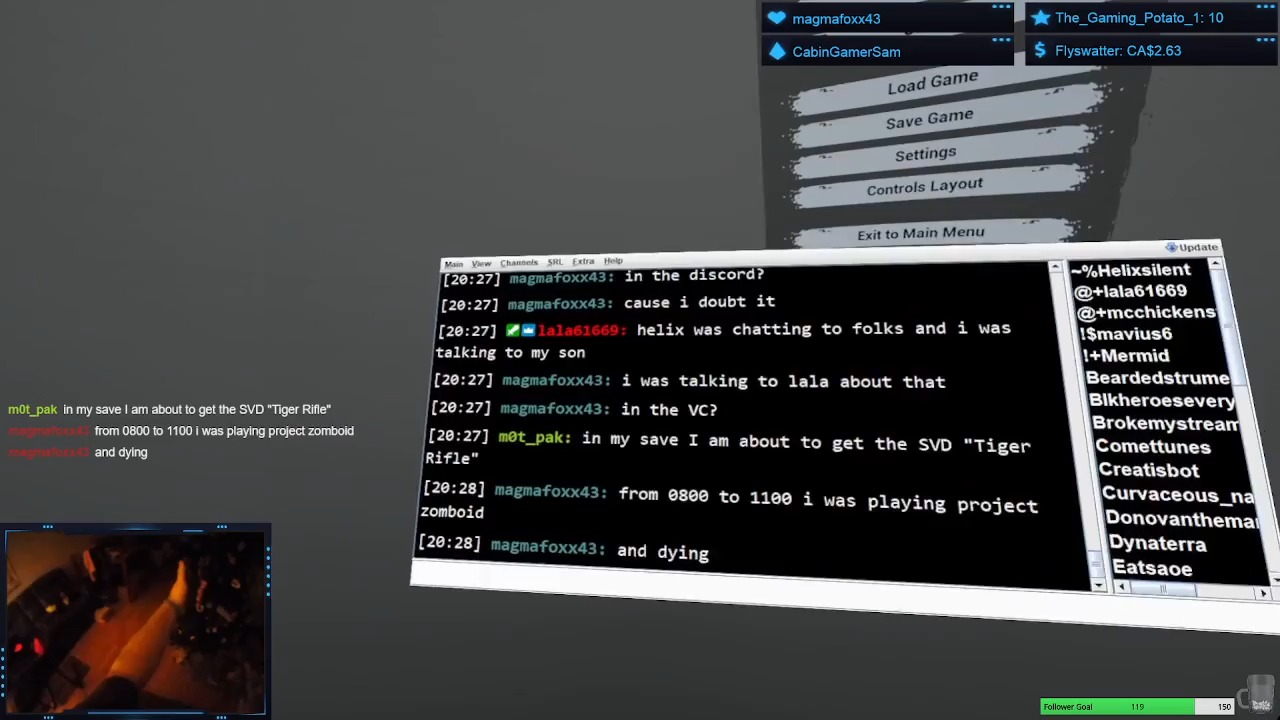 magmafoxx43
The_Gaming_Potato_1: 10
CabinGamerSam
Flyswatter: CA$2.63
Load Game
Save Game
Settings
Controls Layout
Exit to Main Menu
Main View Channels SRL Extra Help
Update
[20:27] magmafoxx43: in the discord?
[20:27] magmafoxx43: cause i doubt it
[20:27] lala61669: helix was chatting to folks and i was
talking to my son
[20:27] magmafoxx43: i was talking to lala about that
[20:27] magmafoxx43: in the VC?
[20:27] m0t_pak: in my save I am about to get the SVD "Tiger
Rifle"
[20:28] magmafoxx43: from 0800 to 1100 i was playing project
zomboid
[20:28] magmafoxx43: and dying
~%Helixsilent
@+lala61669
@+mcchickens
!$mavius6
!+Mermid
Beardedstrume
Blkheroesevery
Brokemystream
Comettunes
Creatisbot
Curvaceous_na
Donovanthema
Dynaterra
Eatsaoe
m0t_pak in my save I am about to get the SVD "Tiger Rifle"
magmafoxx43 from 0800 to 1100 i was playing project zomboid
magmafoxx43 and dying
Follower Goal 119 150